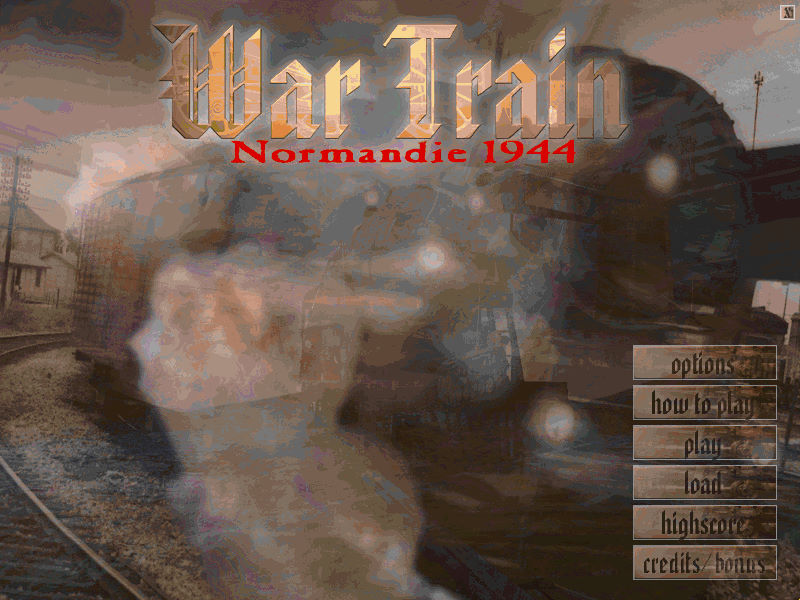 War Train
Normandie 1944
options
how to play
play
load
highscore
credits/bonus